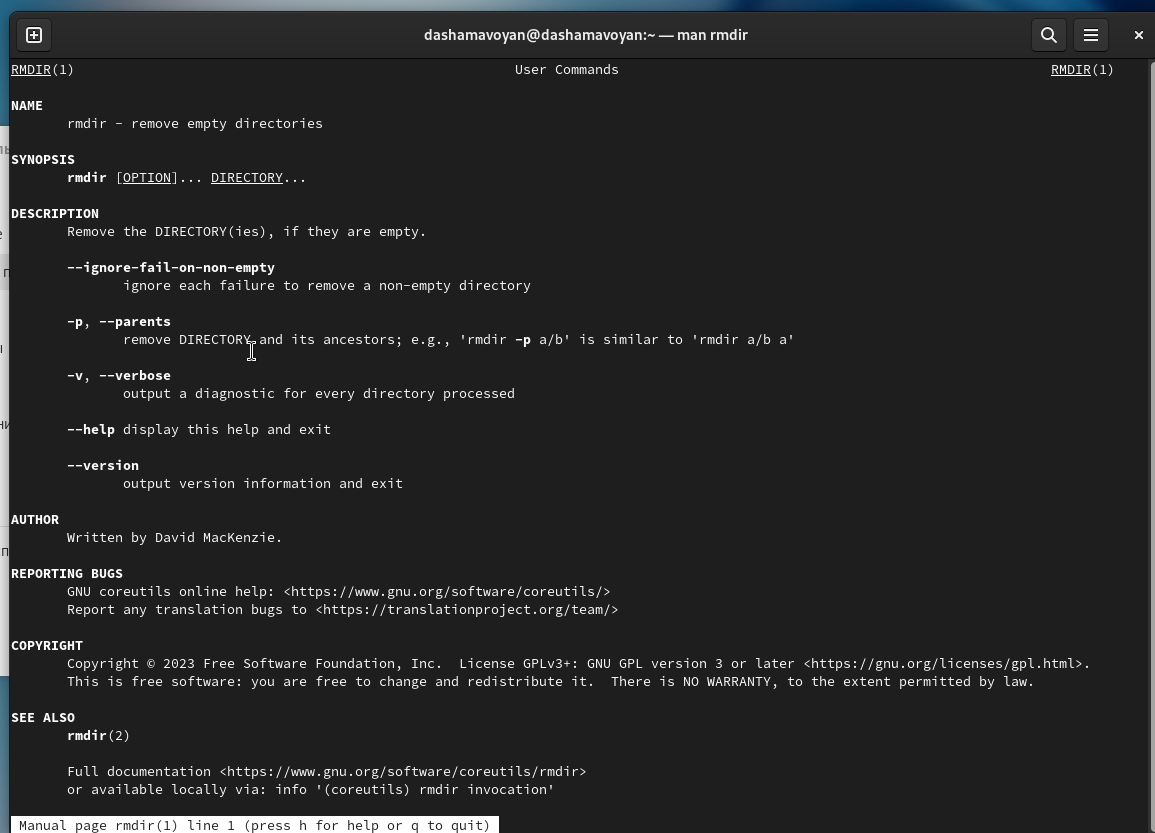 dashamavoyan@dashamavoyan:~ — man rmdir
RMDIR(1) User Commands RMDIR(1)
NAME
rmdir - remove empty directories
SYNOPSIS
rmdir [OPTION]... DIRECTORY...
DESCRIPTION
Remove the DIRECTORY(ies), if they are empty.
--ignore-fail-on-non-empty
ignore each failure to remove a non-empty directory
-p, --parents
remove DIRECTORY and its ancestors; e.g., 'rmdir -p a/b' is similar to 'rmdir a/b a'
-v, --verbose
output a diagnostic for every directory processed
--help display this help and exit
--version
output version information and exit
AUTHOR
Written by David MacKenzie.
REPORTING BUGS
GNU coreutils online help: <https://www.gnu.org/software/coreutils/>
Report any translation bugs to <https://translationproject.org/team/>
COPYRIGHT
Copyright © 2023 Free Software Foundation, Inc.  License GPLv3+: GNU GPL version 3 or later <https://gnu.org/licenses/gpl.html>.
This is free software: you are free to change and redistribute it.  There is NO WARRANTY, to the extent permitted by law.
SEE ALSO
rmdir(2)
Full documentation <https://www.gnu.org/software/coreutils/rmdir>
or available locally via: info '(coreutils) rmdir invocation'
Manual page rmdir(1) line 1 (press h for help or q to quit)